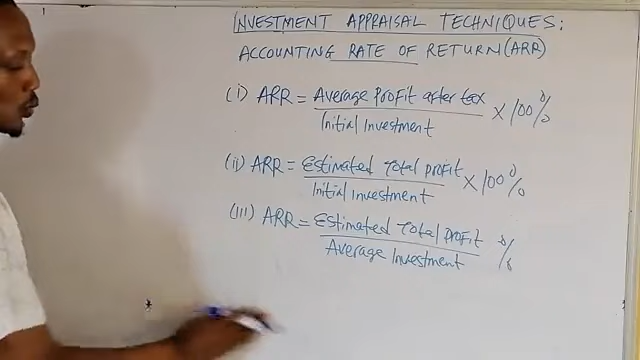 INVESTMENT APPRAISAL TECHNIQUES:
ACCOUNTING RATE OF RETURN (ARR)
(i) ARR = Average Profit after tax / Initial Investment X 100%
(ii) ARR = Estimated Total profit / Initial Investment X 100%
(iii) ARR = Estimated Total Profit / Average Investment %